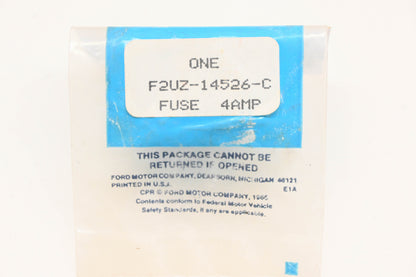 ONE
F2UZ-14526-C
FUSE 4AMP
THIS PACKAGE CANNOT BE
RETURNED IF OPENED
FORD MOTOR COMPANY, DEARBORN, MICHIGAN 48121
PRINTED IN U.S.A. E1A
CPR © FORD MOTOR COMPANY, 1985
Contents conform to Federal Motor Vehicle
Safety Standards, if any are applicable.